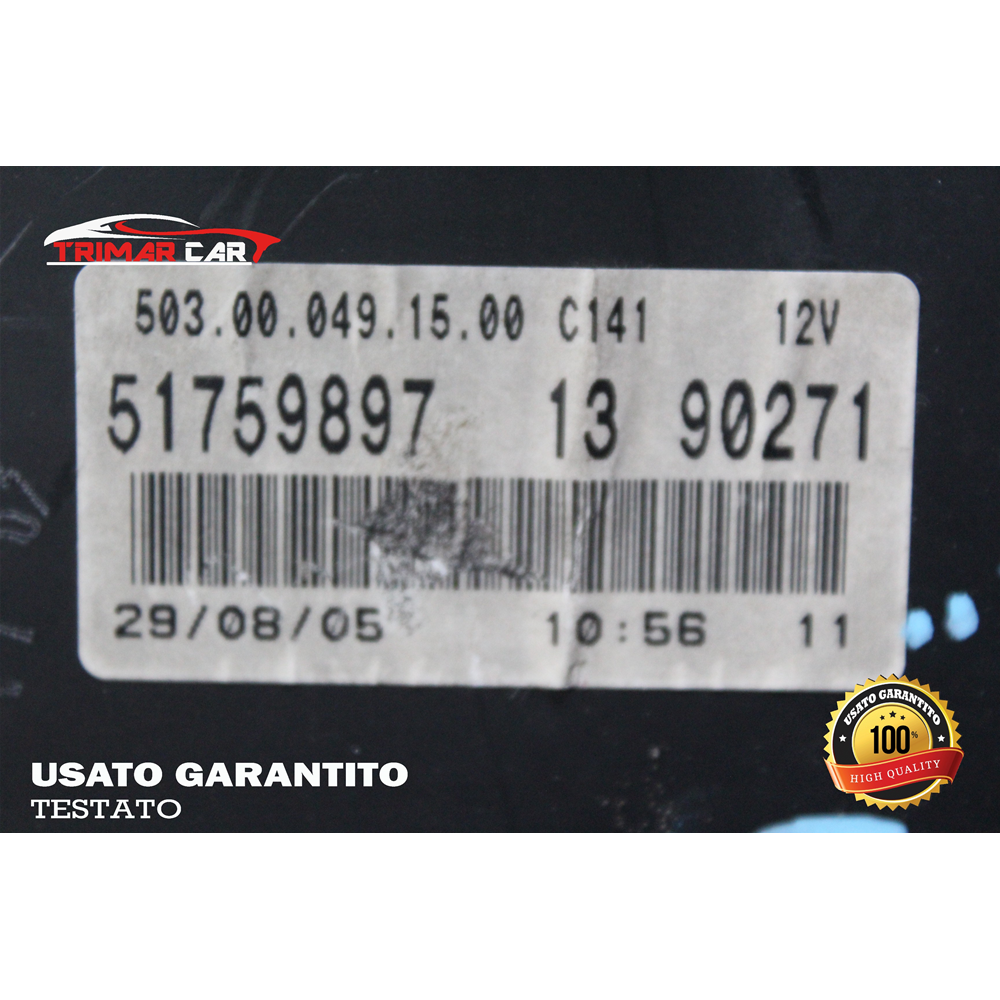 TRIMAR CAR
503.00.049.15.00 C141 12V
51759897 13 90271
29/08/05 10:56 11
07
USATO GARANTITO
100%
HIGH QUALITY
USATO GARANTITO
TESTATO